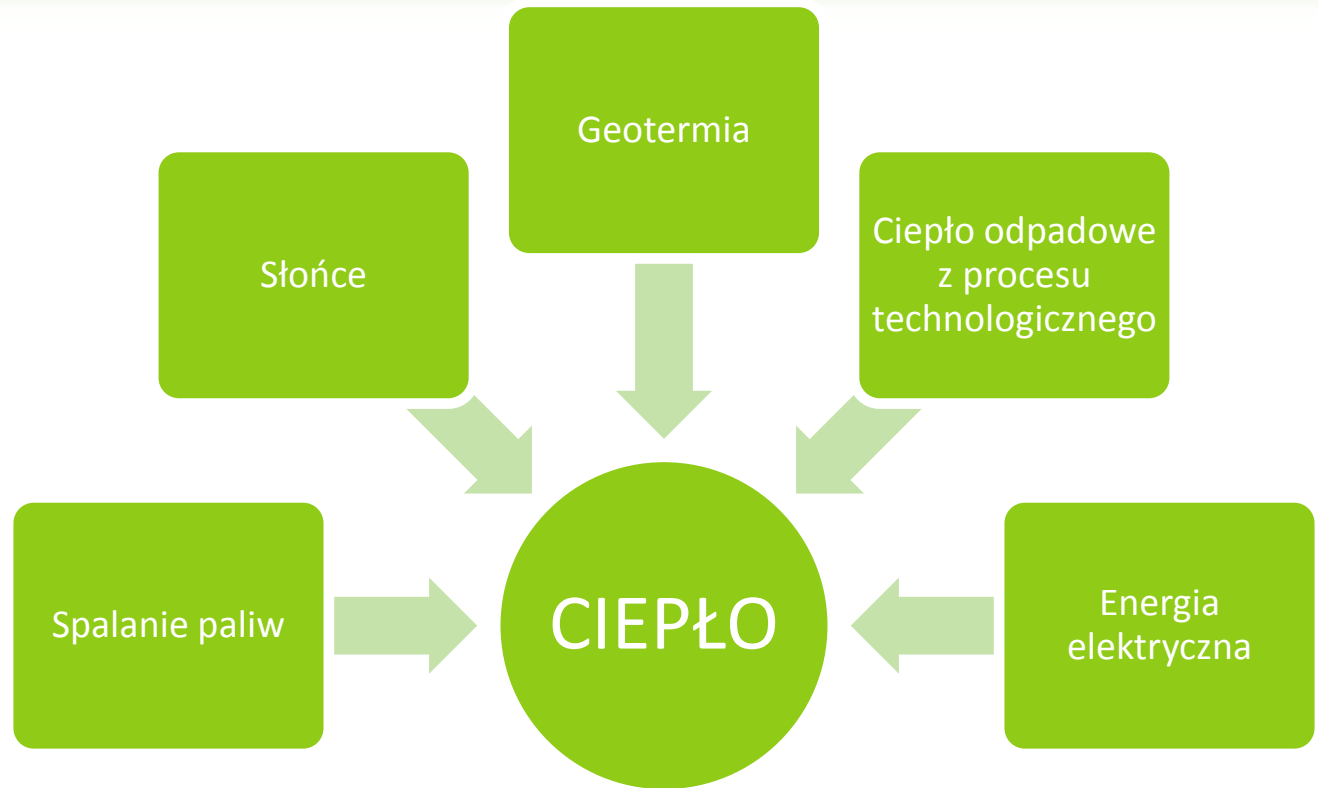 Geotermia
Słońce
Ciepło odpadowe
z procesu
technologicznego
Spalanie paliw
CIEPŁO
Energia
elektryczna